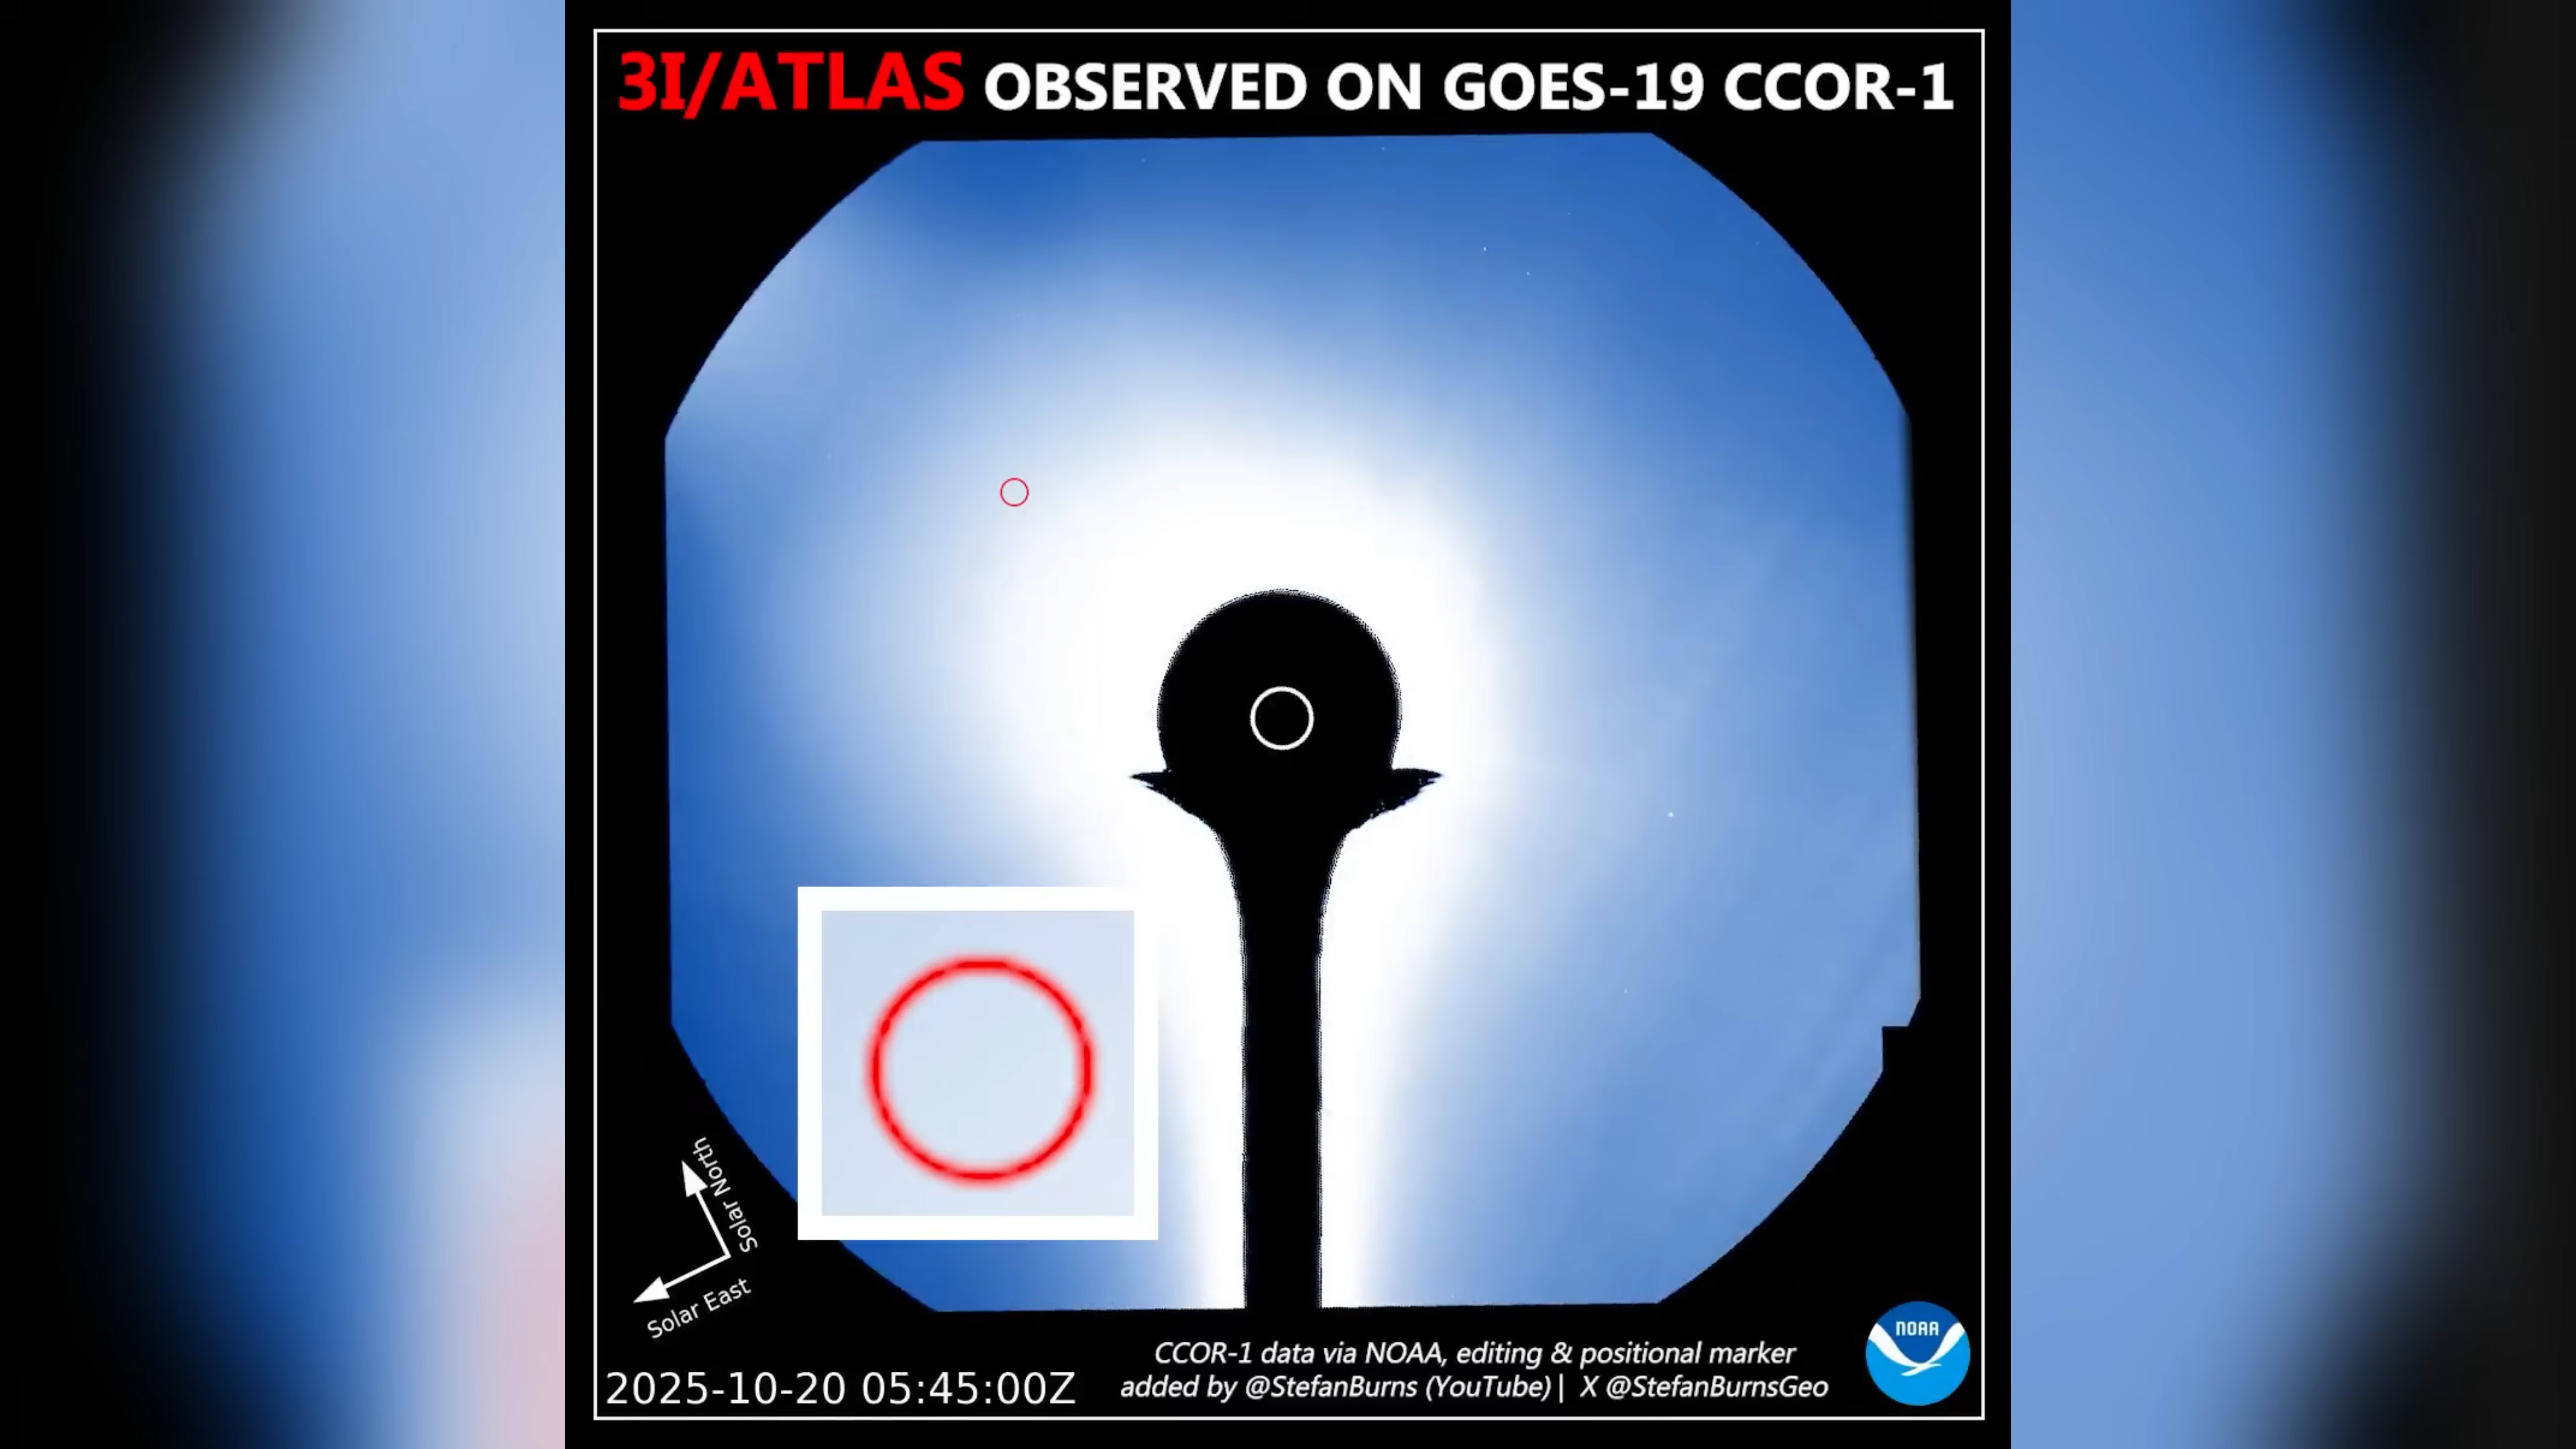 3I/ATLAS OBSERVED ON GOES-19 CCOR-1
Solar North
Solar East
2025-10-20 05:45:00Z
CCOR-1 data via NOAA, editing & positional marker
added by @StefanBurns (YouTube) | X @StefanBurnsGeo
NOAA